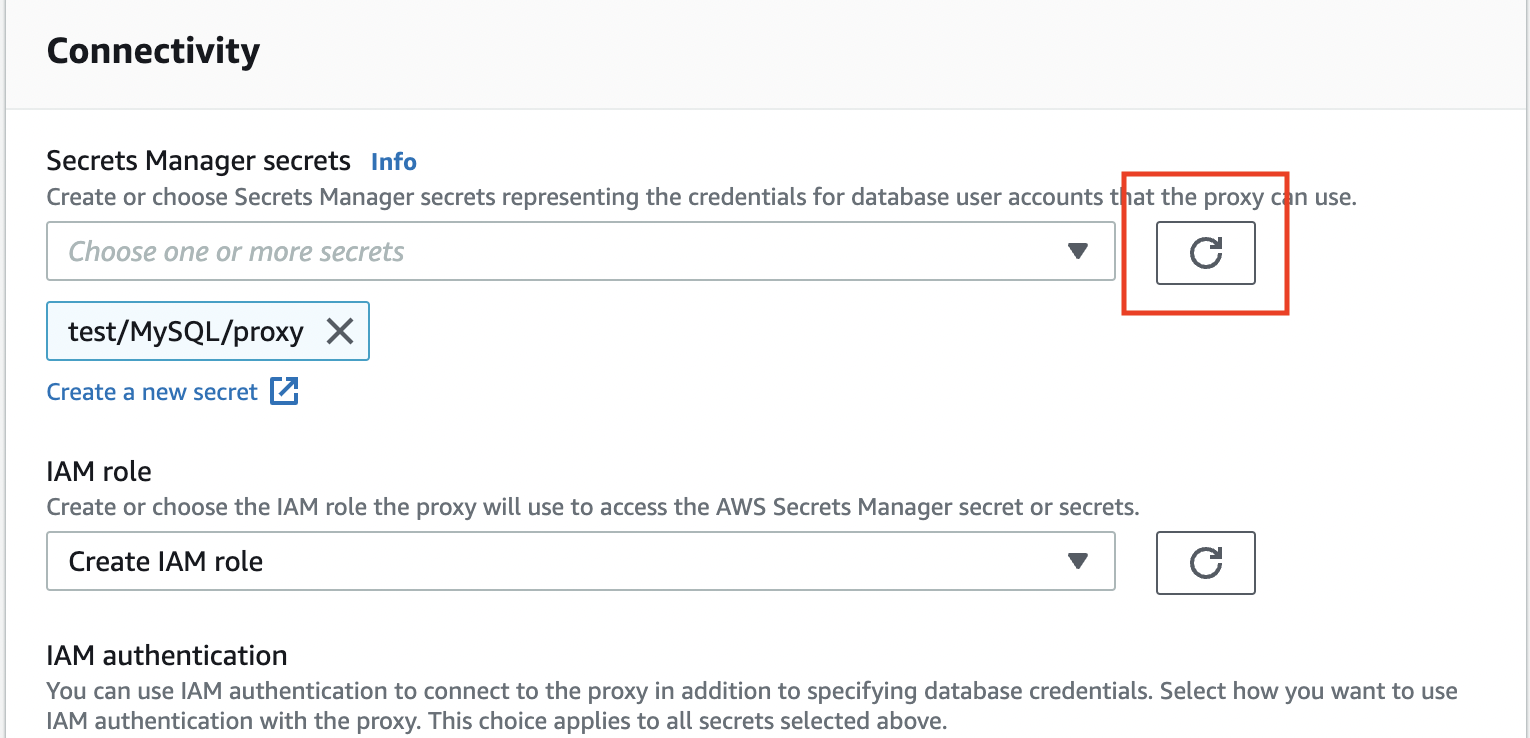 Connectivity
Secrets Manager secrets Info
Create or choose Secrets Manager secrets representing the credentials for database user accounts that the proxy can use.
Choose one or more secrets
test/MySQL/proxy
Create a new secret
IAM role
Create or choose the IAM role the proxy will use to access the AWS Secrets Manager secret or secrets.
Create IAM role
IAM authentication
You can use IAM authentication to connect to the proxy in addition to specifying database credentials. Select how you want to use
IAM authentication with the proxy. This choice applies to all secrets selected above.